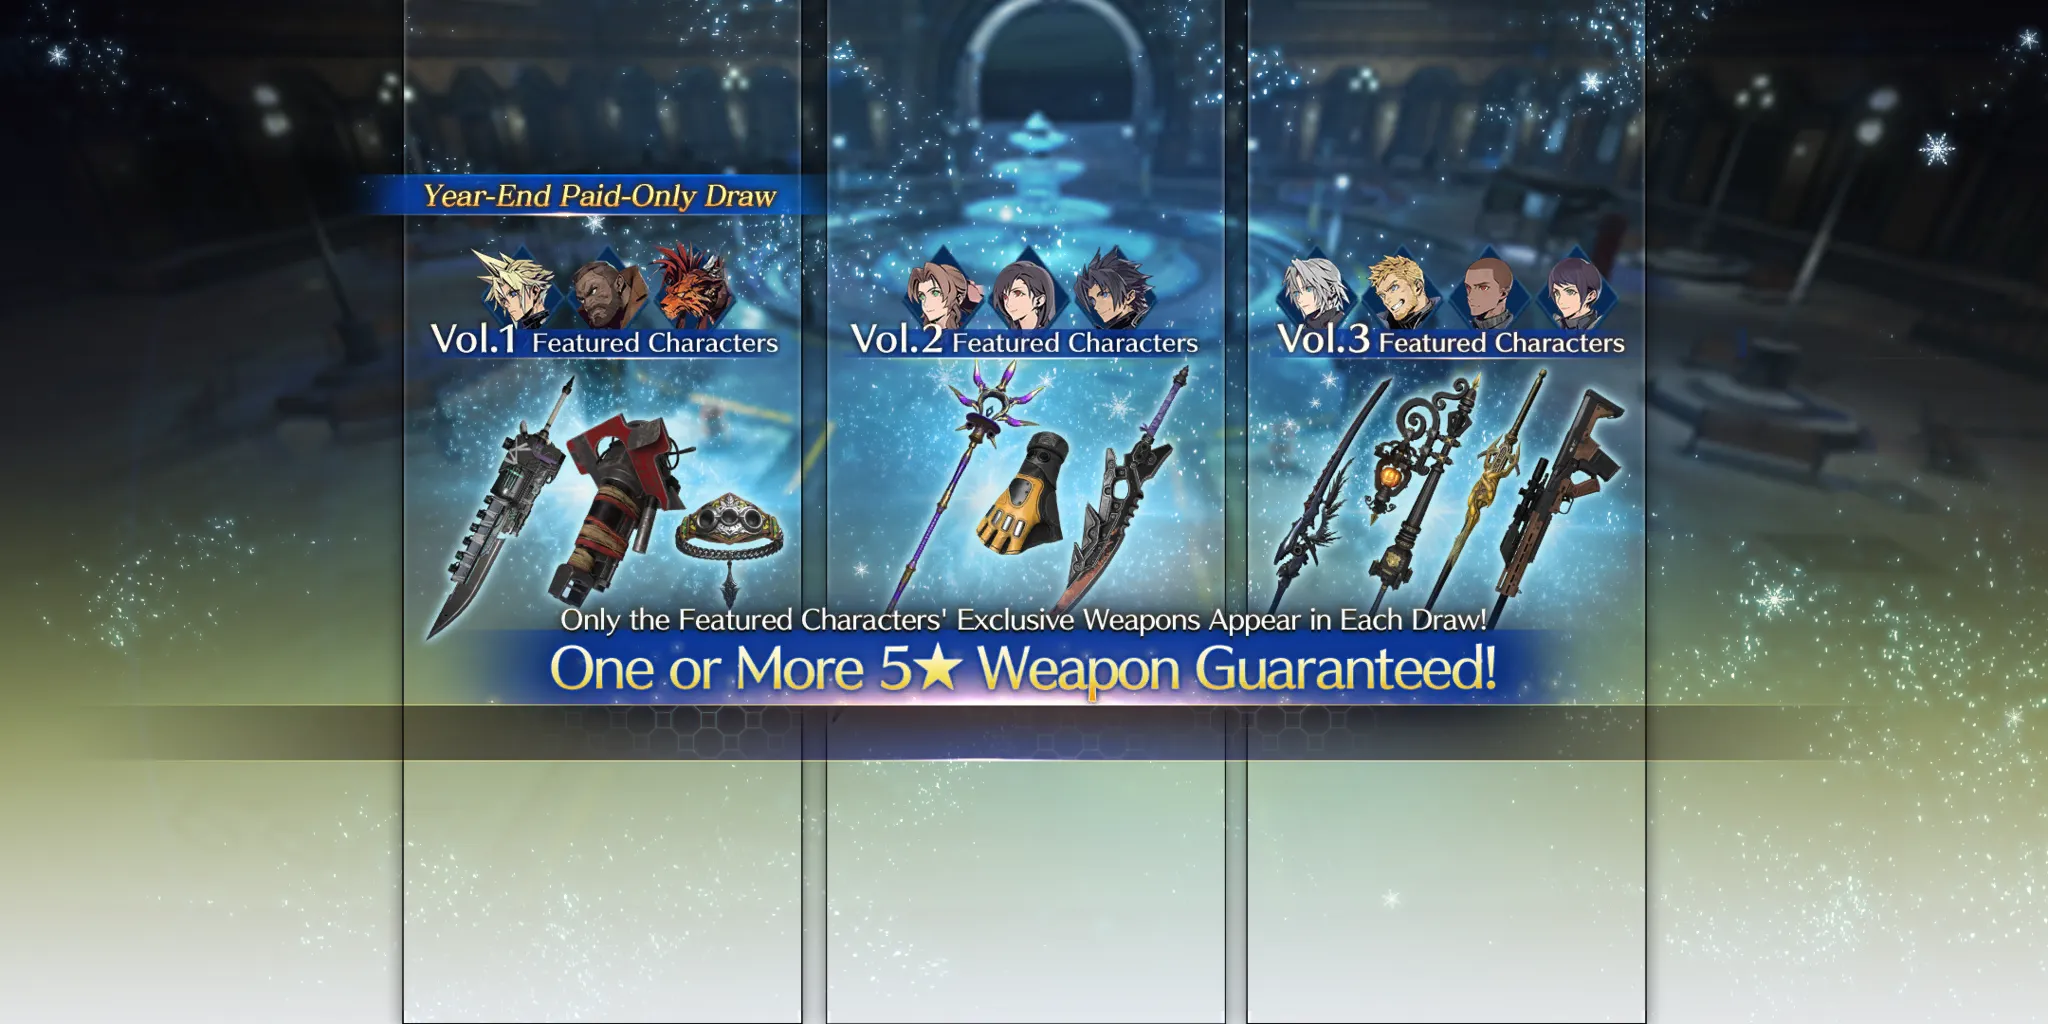 Year-End Paid-Only Draw
Vol.1 Featured Characters
Vol.2 Featured Characters
Vol.3 Featured Characters
Only the Featured Characters' Exclusive Weapons Appear in Each Draw!
One or More 5★ Weapon Guaranteed!